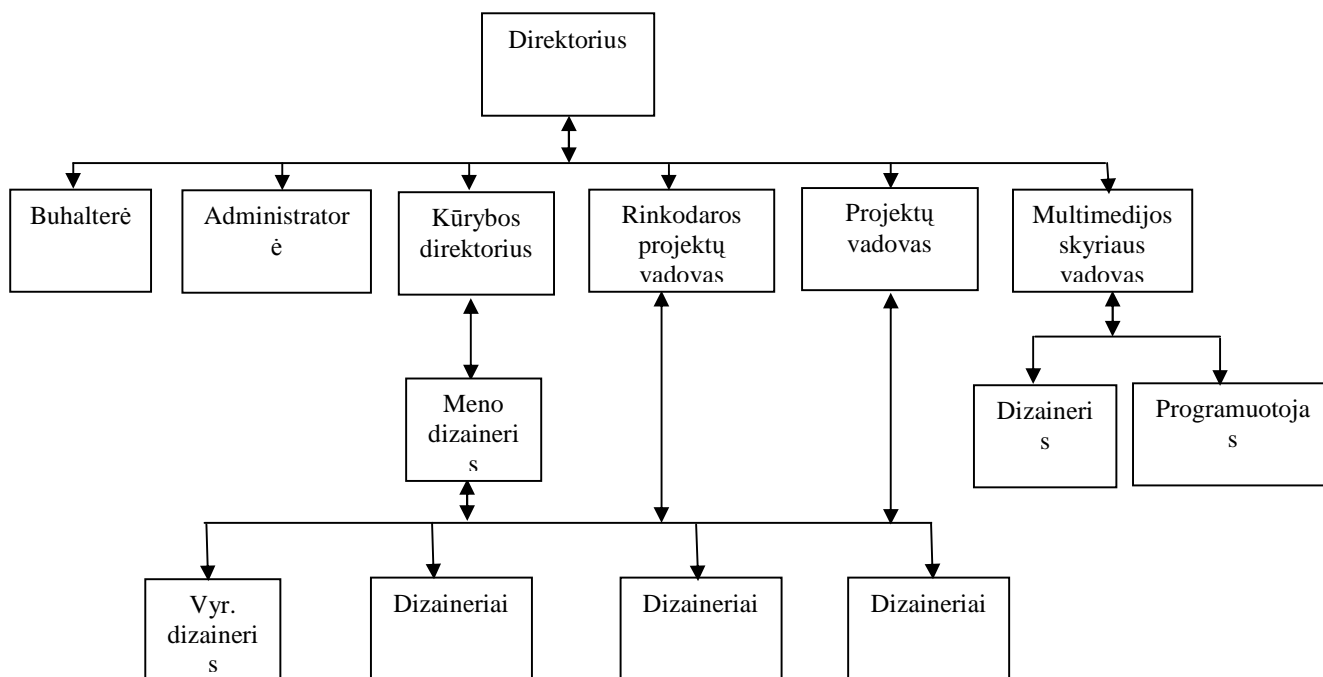 Direktorius
Buhalterė
Administrator
ė
Kūrybos
direktorius
Rinkodaros
projektų
vadovas
Projektų
vadovas
Multimedijos
skyriaus
vadovas
Meno
dizaineri
s
Dizaineri
s
Programuotoja
s
Vyr.
dizaineri
s
Dizaineriai
Dizaineriai
Dizaineriai